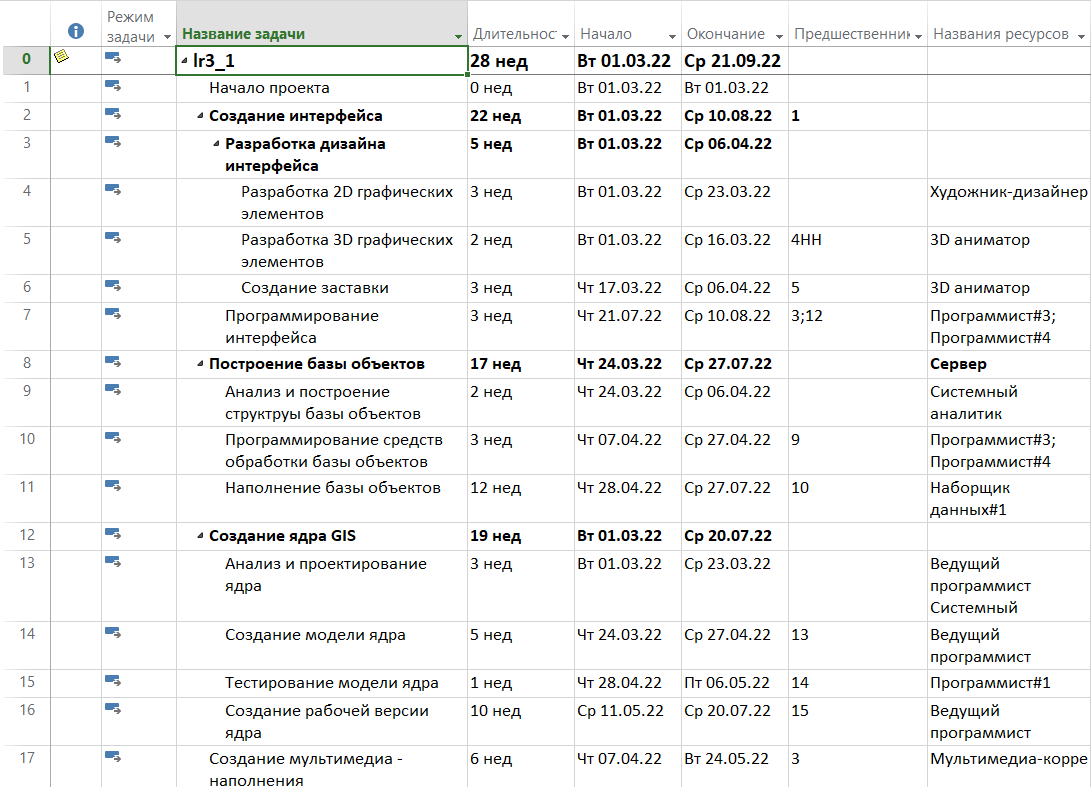 Режим задачи Название задачи Длительност Начало Окончание Предшественник Названия ресурсов
0 lr3_1 28 нед Вт 01.03.22 Ср 21.09.22
1 Начало проекта 0 нед Вт 01.03.22 Вт 01.03.22
2 Создание интерфейса 22 нед Вт 01.03.22 Ср 10.08.22 1
3 Разработка дизайна 5 нед Вт 01.03.22 Ср 06.04.22
интерфейса
4 Разработка 2D графических 3 нед Вт 01.03.22 Ср 23.03.22 Художник-дизайнер
элементов
5 Разработка 3D графических 2 нед Вт 01.03.22 Ср 16.03.22 4НН 3D аниматор
элементов
6 Создание заставки 3 нед Чт 17.03.22 Ср 06.04.22 5 3D аниматор
7 Программирование 3 нед Чт 21.07.22 Ср 10.08.22 3;12 Программист#3;
интерфейса Программист#4
8 Построение базы объектов 17 нед Чт 24.03.22 Ср 27.07.22 Сервер
9 Анализ и построение 2 нед Чт 24.03.22 Ср 06.04.22 Системный
струткруы базы объектов аналитик
10 Программирование средств 3 нед Чт 07.04.22 Ср 27.04.22 9 Программист#3;
обработки базы объектов Программист#4
11 Наполнение базы объектов 12 нед Чт 28.04.22 Ср 27.07.22 10 Наборщик
данных#1
12 Создание ядра GIS 19 нед Вт 01.03.22 Ср 20.07.22
13 Анализ и проектирование 3 нед Вт 01.03.22 Ср 23.03.22 Ведущий
ядра программист
Системный
14 Создание модели ядра 5 нед Чт 24.03.22 Ср 27.04.22 13 Ведущий
программист
15 Тестирование модели ядра 1 нед Чт 28.04.22 Пт 06.05.22 14 Программист#1
16 Создание рабочей версии 10 нед Ср 11.05.22 Ср 20.07.22 15 Ведущий
ядра программист
17 Создание мультимедиа - 6 нед Чт 07.04.22 Вт 24.05.22 3 Мультимедиа-корре
наполнения